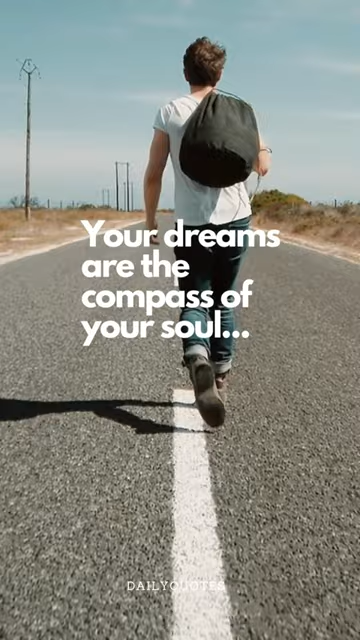 Your dreams
are the
compass of
your soul...
DAILYQUOTES